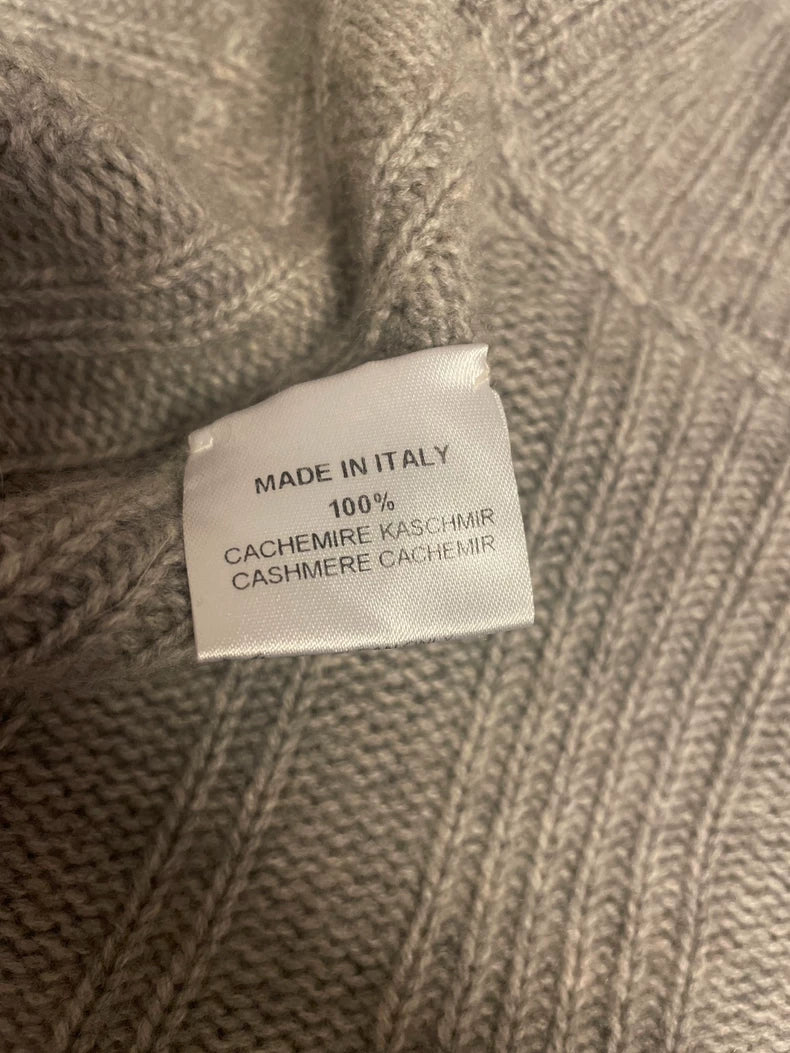 MADE IN ITALY
100%
CACHEMIRE KASCHMIR
CASHMERE CACHEMIR